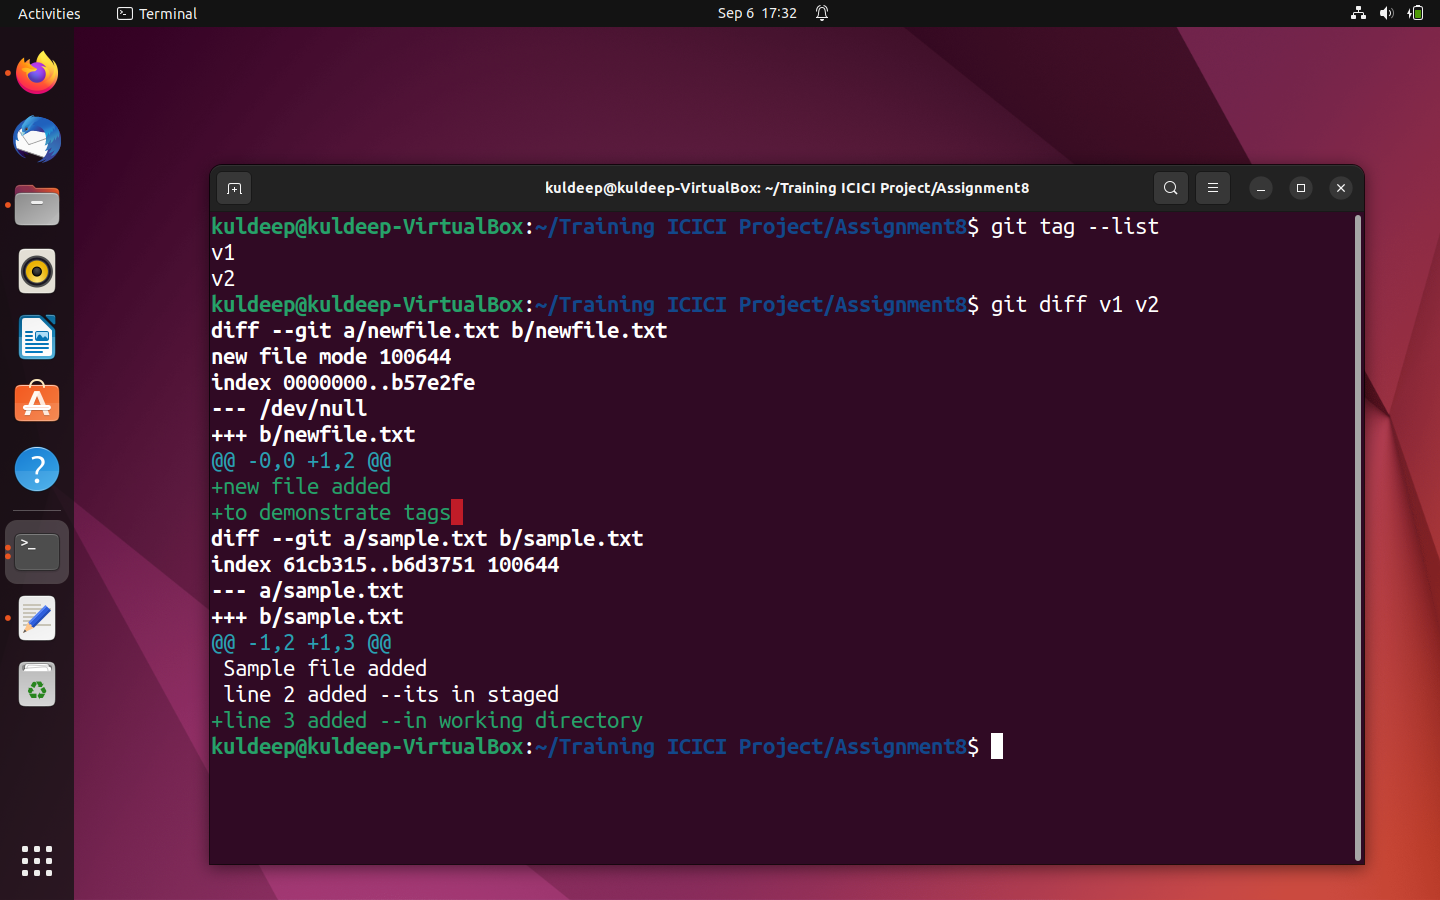 Activities Terminal Sep 6 17:32
kuldeep@kuldeep-VirtualBox: ~/Training ICICI Project/Assignment8
kuldeep@kuldeep-VirtualBox:~/Training ICICI Project/Assignment8$ git tag --list
v1
v2
kuldeep@kuldeep-VirtualBox:~/Training ICICI Project/Assignment8$ git diff v1 v2
diff --git a/newfile.txt b/newfile.txt
new file mode 100644
index 0000000..b57e2fe
--- /dev/null
+++ b/newfile.txt
@@ -0,0 +1,2 @@
+new file added
+to demonstrate tags
diff --git a/sample.txt b/sample.txt
index 61cb315..b6d3751 100644
--- a/sample.txt
+++ b/sample.txt
@@ -1,2 +1,3 @@
 Sample file added
 line 2 added --its in staged
+line 3 added --in working directory
kuldeep@kuldeep-VirtualBox:~/Training ICICI Project/Assignment8$